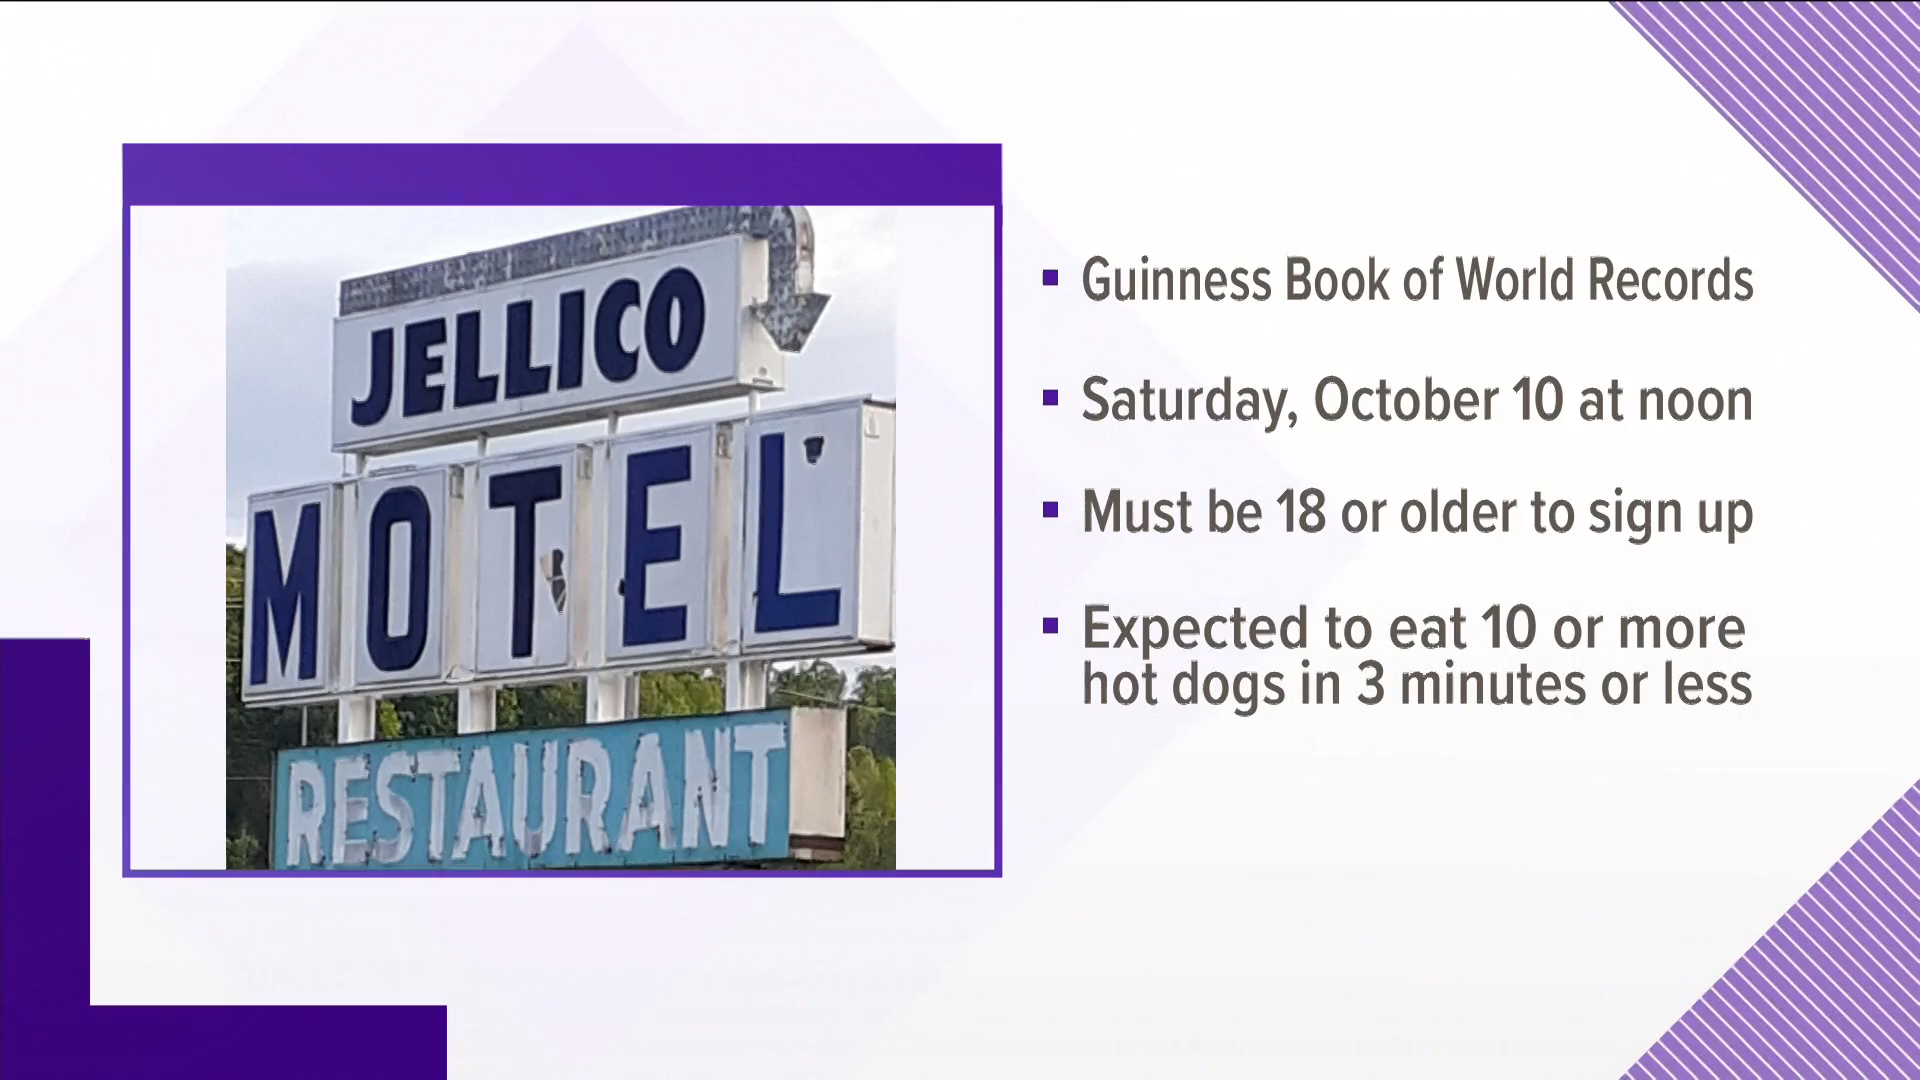 JELLICO
MOTEL
RESTAURANT
Guinness Book of World Records
Saturday, October 10 at noon
Must be 18 or older to sign up
Expected to eat 10 or more
hot dogs in 3 minutes or less